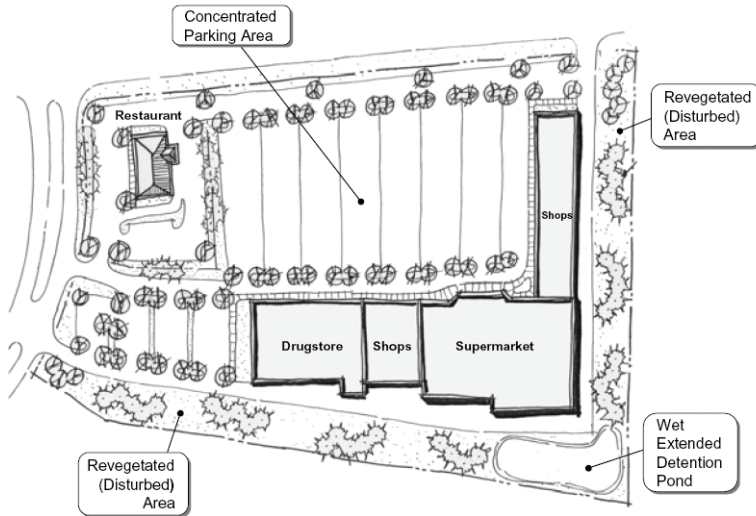 Concentrated
Parking Area
Restaurant
Revegetated
(Disturbed)
Area
Shops
Drugstore
Shops
Supermarket
Wet
Extended
Detention
Pond
Revegetated
(Disturbed)
Area